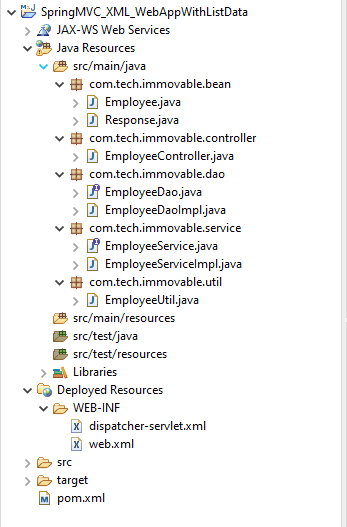 SpringMVC_XML_WebAppWithListData
JAX-WS Web Services
Java Resources
src/main/java
com.tech.immovable.bean
Employee.java
Response.java
com.tech.immovable.controller
EmployeeController.java
com.tech.immovable.dao
EmployeeDao.java
EmployeeDaoImpl.java
com.tech.immovable.service
EmployeeService.java
EmployeeServiceImpl.java
com.tech.immovable.util
EmployeeUtil.java
src/main/resources
src/test/java
src/test/resources
Libraries
Deployed Resources
WEB-INF
dispatcher-servlet.xml
web.xml
src
target
pom.xml